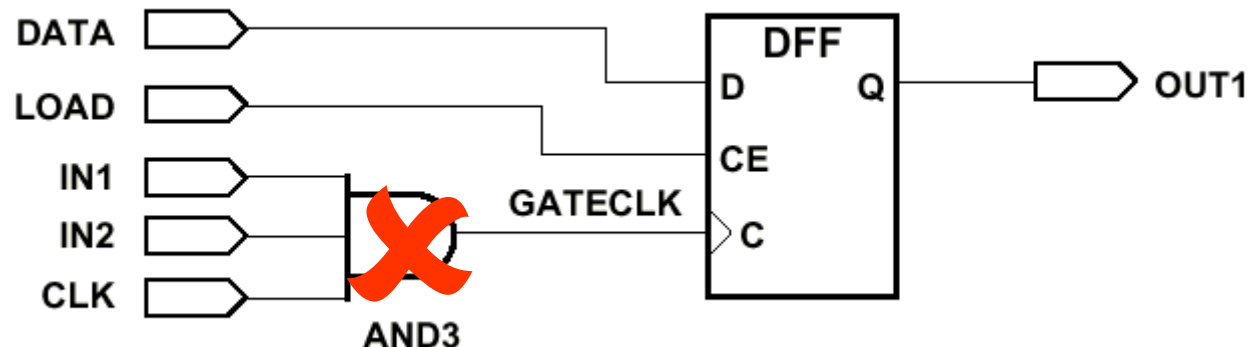 DATA
LOAD
IN1
IN2
CLK
AND3
GATECLK
DFF
D
Q
CE
C
OUT1